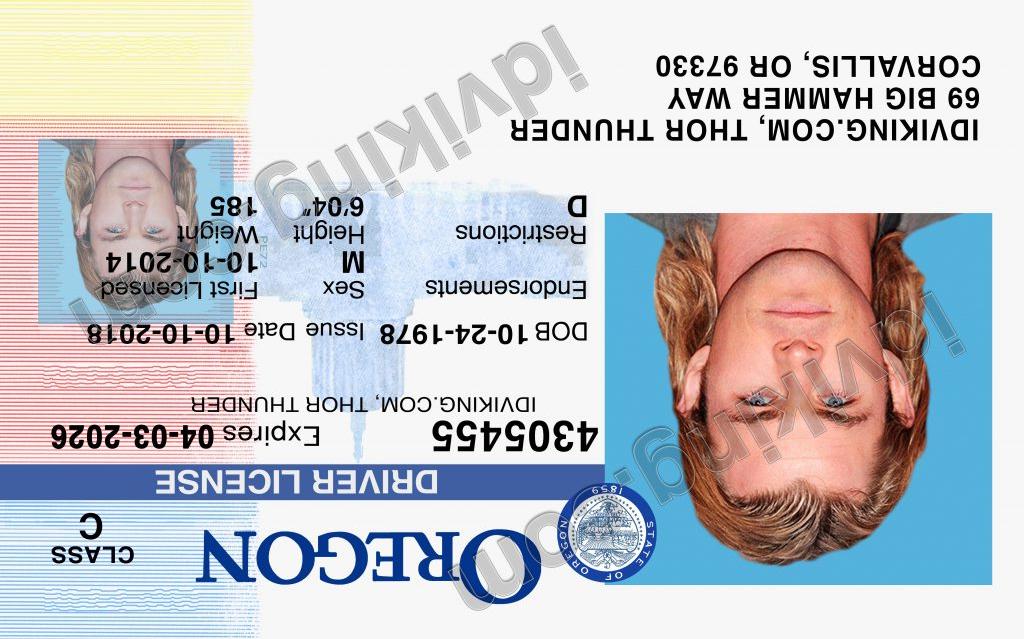 STATE OF OREGON
1859
OREGON
CLASS
C
DRIVER LICENSE
4305455 Expires 04-03-2026
IDVIKING.COM, THOR THUNDER
DOB 10-24-1978 Issue Date 10-10-2018
Endorsements Sex First Licensed
M 10-10-2014
Restrictions Height Weight
D 6'04" 185
IDVIKING.COM, THOR THUNDER
69 BIG HAMMER WAY
CORVALLIS, OR 97330
idviking.com
idviking.com